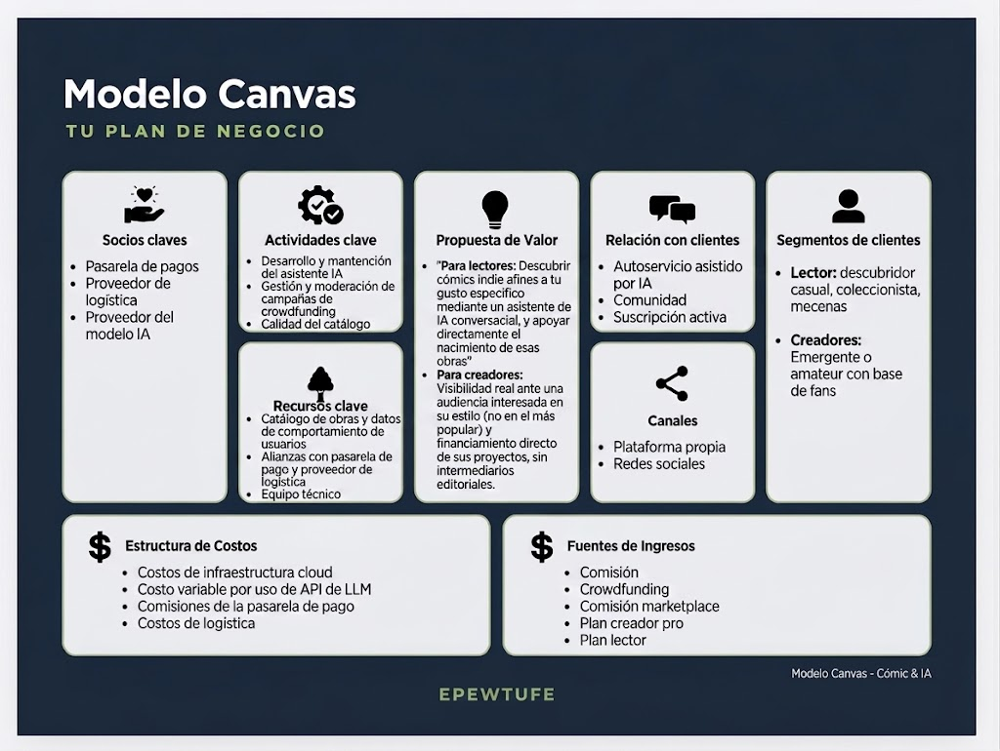 Modelo Canvas
TU PLAN DE NEGOCIO
Socios claves
• Pasarela de pagos
• Proveedor de
logística
• Proveedor del
modelo IA
Actividades clave
• Desarrollo y mantención
del asistente IA
• Gestión y moderación de
campañas de
crowdfunding
• Calidad del catálogo
Recursos clave
• Catálogo de obras y datos
de comportamiento de
usuarios
• Alianzas con pasarela de
pago y proveedor de
logística
• Equipo técnico
Propuesta de Valor
• "Para lectores: Descubrir
cómics indie afines a tu
gusto especifico
mediante un asistente de
IA conversacional, y apoyar
directamente el
nacimiento de esas
obras"
• Para creadores:
Visibilidad real ante una
audiencia interesada en
su estilo (no en el más
popular) y
financiamiento directo
de sus proyectos, sin
intermediarios
editoriales.
Relación con clientes
• Autoservicio asistido
por IA
• Comunidad
• Suscripción activa
Canales
• Plataforma propia
• Redes sociales
Segmentos de clientes
• Lector: descubridor
casual, coleccionista,
mecenas
• Creadores:
Emergente o
amateur con base
de fans
$ Estructura de Costos
• Costos de infraestructura cloud
• Costo variable por uso de API de LLM
• Comisiones de la pasarela de pago
• Costos de logística
$ Fuentes de Ingresos
• Comisión
• Crowdfunding
• Comisión marketplace
• Plan creador pro
• Plan lector
Modelo Canvas - Cómic & IA
EPEWTUFE